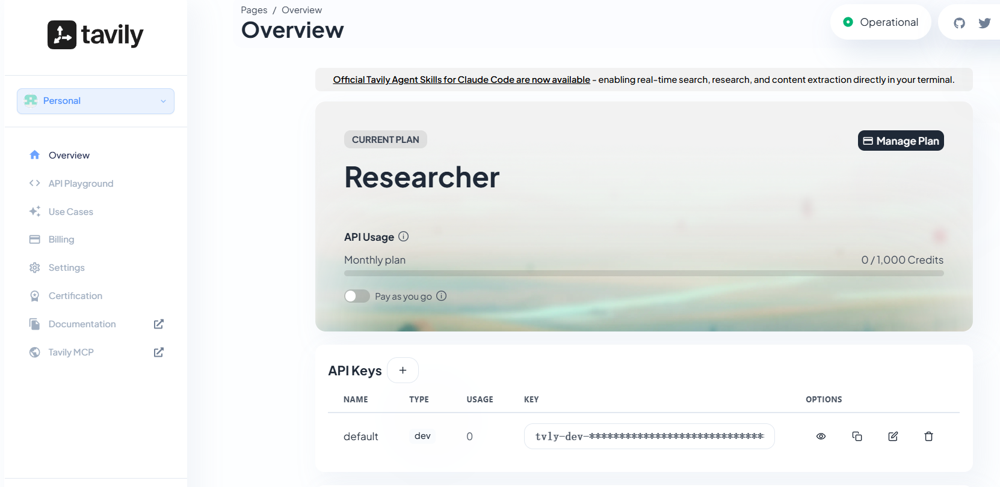 tavily
Personal
Overview
API Playground
Use Cases
Billing
Settings
Certification
Documentation
Tavily MCP
Pages / Overview
Overview
Operational
Official Tavily Agent Skills for Claude Code are now available - enabling real-time search, research, and content extraction directly in your terminal.
CURRENT PLAN
Manage Plan
Researcher
API Usage
Monthly plan 0 / 1,000 Credits
Pay as you go
API Keys +
NAME TYPE USAGE KEY OPTIONS
default dev 0 tvly-dev-*****************************